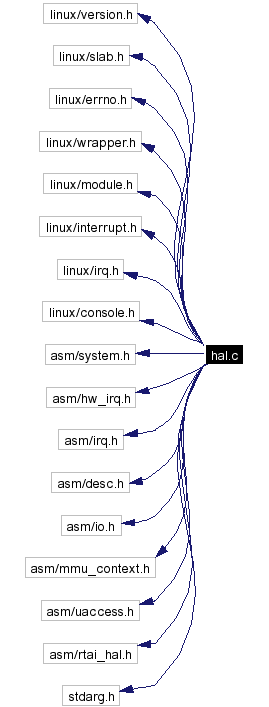 linux/version.h
linux/slab.h
linux/errno.h
linux/wrapper.h
linux/module.h
linux/interrupt.h
linux/irq.h
linux/console.h
asm/system.h
hal.c
asm/hw_irq.h
asm/irq.h
asm/desc.h
asm/io.h
asm/mmu_context.h
asm/uaccess.h
asm/rtai_hal.h
stdarg.h